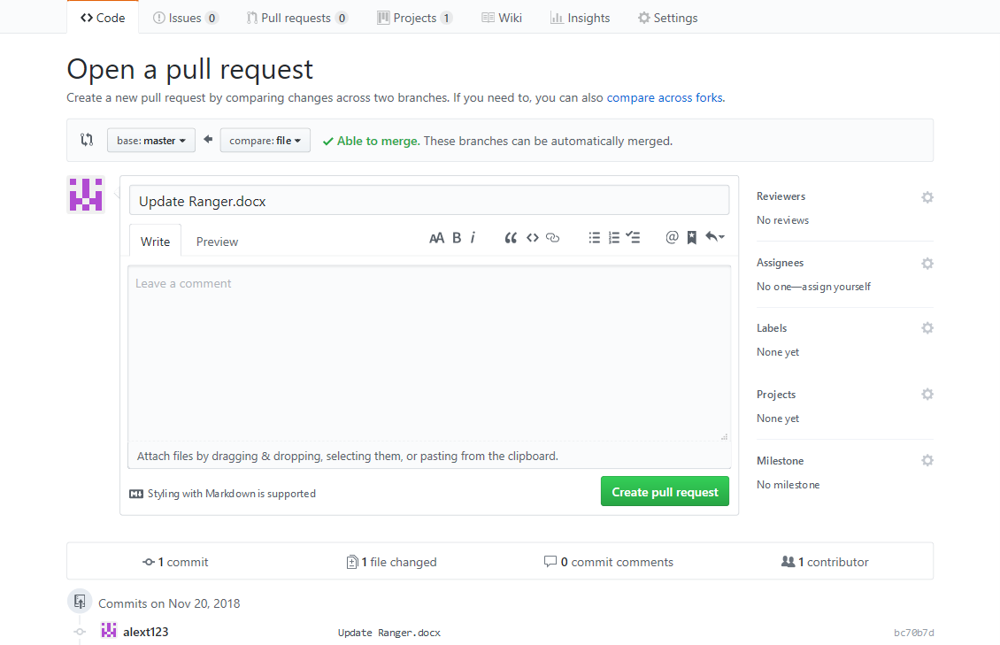 Code Issues 0 Pull requests 0 Projects 1 Wiki Insights Settings
Open a pull request
Create a new pull request by comparing changes across two branches. If you need to, you can also compare across forks.
base: master compare: file Able to merge. These branches can be automatically merged.
Update Ranger.docx
Write Preview AA B i
Leave a comment
Attach files by dragging & dropping, selecting them, or pasting from the clipboard.
Styling with Markdown is supported
Create pull request
Reviewers
No reviews
Assignees
No one—assign yourself
Labels
None yet
Projects
None yet
Milestone
No milestone
1 commit 1 file changed 0 commit comments 1 contributor
Commits on Nov 20, 2018
alext123 Update Ranger.docx bc70b7d